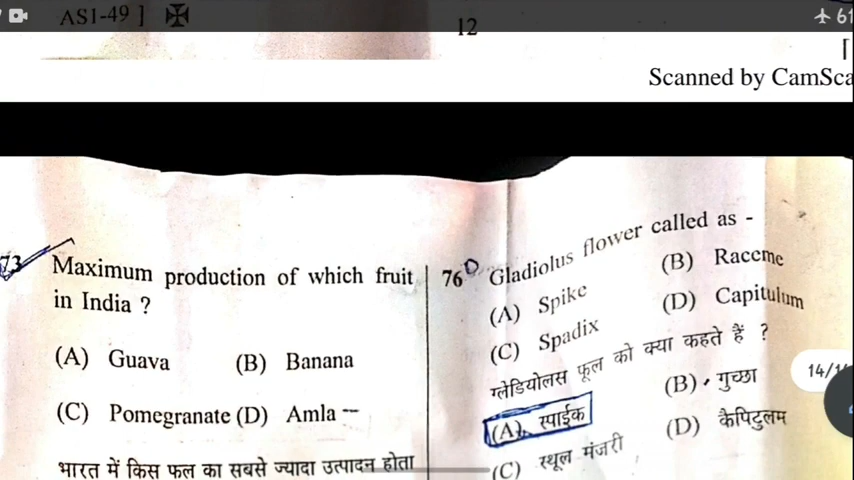 AS1-49 ]
12
61
[
Scanned by CamSca
73
Maximum production of which fruit
in India ?
(A) Guava (B) Banana
(C) Pomegranate (D) Amla
भारत में किस फल का सबसे ज्यादा उत्पादन होता
76 Gladiolus flower called as -
(A) Spike (B) Raceme
(C) Spadix (D) Capitulum
ग्लेडियोलस फूल को क्या कहते हैं ?
(A) स्पाईक (B) गुच्छा
(C) स्थूल मंजरी (D) कैपिटुलम